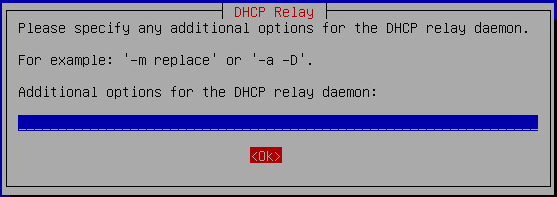 DHCP Relay
Please specify any additional options for the DHCP relay daemon.
For example: '-m replace' or '-a -D'.
Additional options for the DHCP relay daemon:
<Ok>